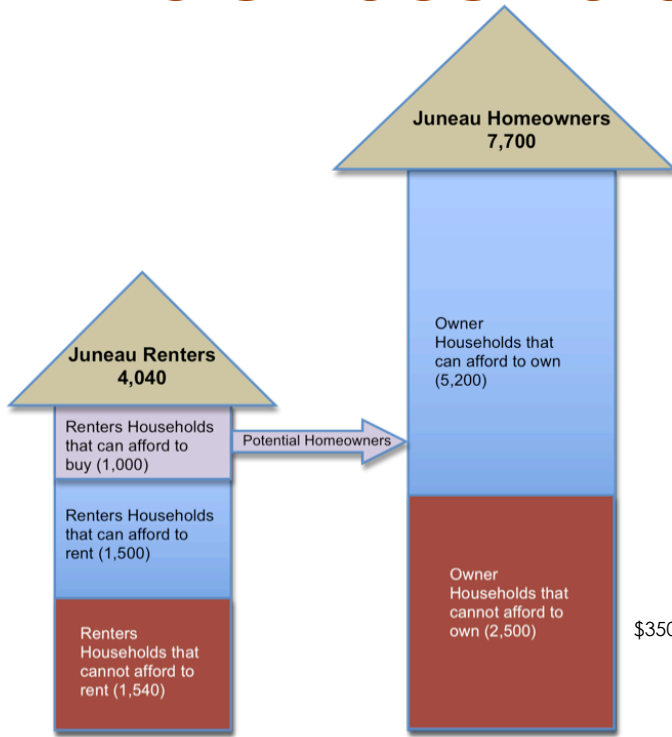 Juneau Homeowners
7,700
Owner
Households that
can afford to own
(5,200)
Juneau Renters
4,040
Renters Households
that can afford to
buy (1,000)
Potential Homeowners
Renters Households
that can afford to
rent (1,500)
Renters
Households that
cannot afford to
rent (1,540)
Owner
Households that
cannot afford to
own (2,500)
$350